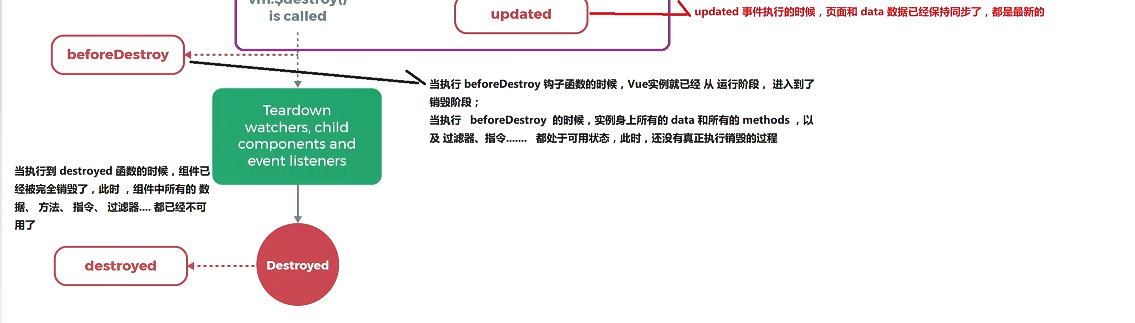 vm.$destroy()
is called
updated
updated 事件执行的时候，页面和 data 数据已经保持同步了，都是最新的
beforeDestroy
当执行 beforeDestroy 钩子函数的时候，Vue实例就已经 从 运行阶段， 进入到了
销毁阶段；
当执行 beforeDestroy 的时候，实例身上所有的 data 和所有的 methods ，以
及 过滤器、指令....... 都处于可用状态，此时，还没有真正执行销毁的过程
Teardown
watchers, child
components and
event listeners
当执行到 destroyed 函数的时候，组件已
经被完全销毁了，此时 ，组件中所有的 数
据、 方法、 指令、 过滤器.... 都已经不可
用了
destroyed
Destroyed